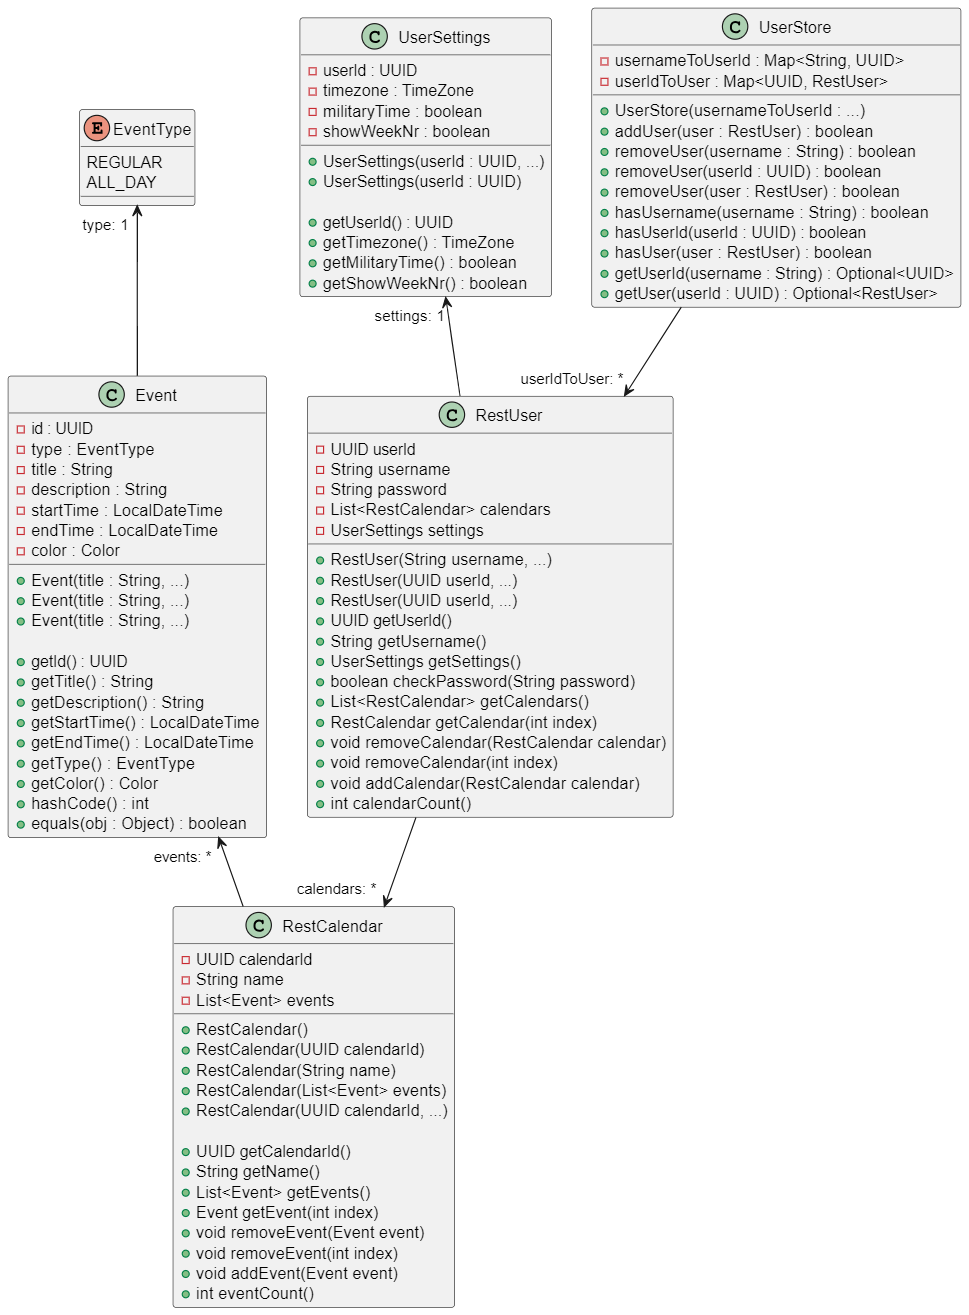 E EventType
REGULAR
ALL_DAY
type: 1
C UserSettings
userId : UUID
timezone : TimeZone
militaryTime : boolean
showWeekNr : boolean
UserSettings(userId : UUID, ...)
UserSettings(userId : UUID)
getUserId() : UUID
getTimezone() : TimeZone
getMilitaryTime() : boolean
getShowWeekNr() : boolean
settings: 1
C UserStore
usernameToUserId : Map<String, UUID>
userIdToUser : Map<UUID, RestUser>
UserStore(usernameToUserId : ...)
addUser(user : RestUser) : boolean
removeUser(username : String) : boolean
removeUser(userId : UUID) : boolean
removeUser(user : RestUser) : boolean
hasUsername(username : String) : boolean
hasUserId(userId : UUID) : boolean
hasUser(user : RestUser) : boolean
getUserId(username : String) : Optional<UUID>
getUser(userId : UUID) : Optional<RestUser>
userIdToUser: *
C Event
id : UUID
type : EventType
title : String
description : String
startTime : LocalDateTime
endTime : LocalDateTime
color : Color
Event(title : String, ...)
Event(title : String, ...)
Event(title : String, ...)
getId() : UUID
getTitle() : String
getDescription() : String
getStartTime() : LocalDateTime
getEndTime() : LocalDateTime
getType() : EventType
getColor() : Color
hashCode() : int
equals(obj : Object) : boolean
events: *
C RestUser
UUID userId
String username
String password
List<RestCalendar> calendars
UserSettings settings
RestUser(String username, ...)
RestUser(UUID userId, ...)
RestUser(UUID userId, ...)
UUID getUserId()
String getUsername()
UserSettings getSettings()
boolean checkPassword(String password)
List<RestCalendar> getCalendars()
RestCalendar getCalendar(int index)
void removeCalendar(RestCalendar calendar)
void removeCalendar(int index)
void addCalendar(RestCalendar calendar)
int calendarCount()
calendars: *
C RestCalendar
UUID calendarId
String name
List<Event> events
RestCalendar()
RestCalendar(UUID calendarId)
RestCalendar(String name)
RestCalendar(List<Event> events)
RestCalendar(UUID calendarId, ...)
UUID getCalendarId()
String getName()
List<Event> getEvents()
Event getEvent(int index)
void removeEvent(Event event)
void removeEvent(int index)
void addEvent(Event event)
int eventCount()